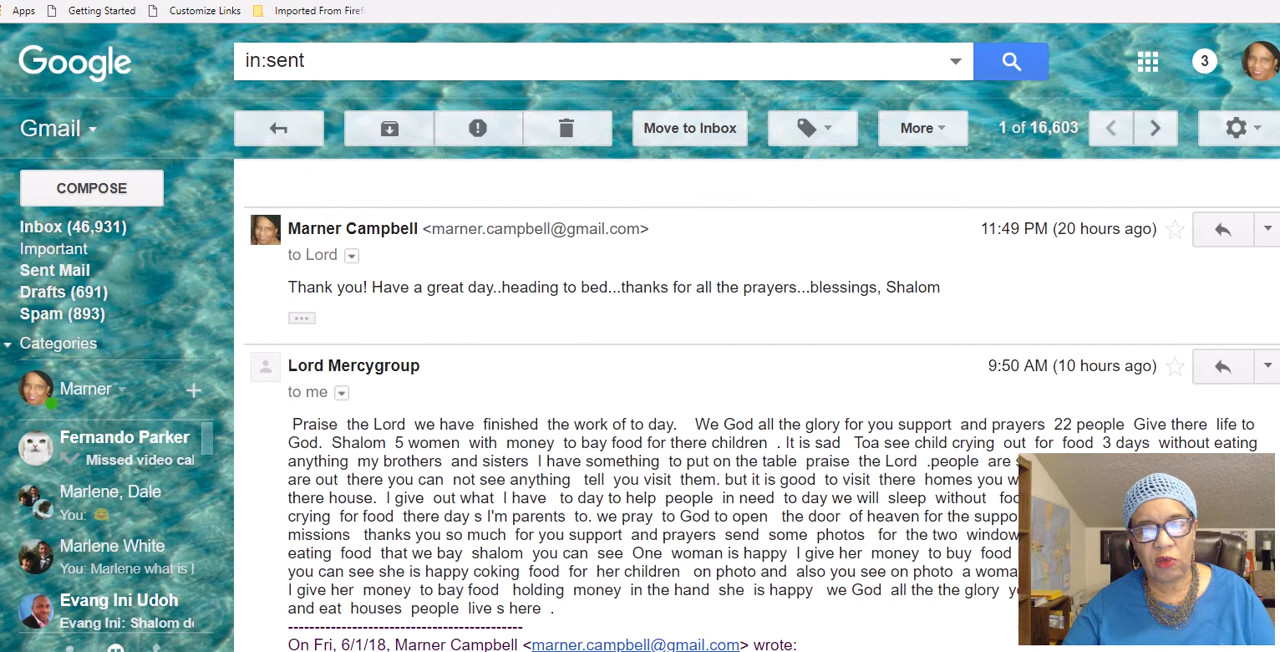 Apps Getting Started Customize Links Imported From Firef
Google
in:sent
3
Gmail
Move to Inbox
More
1 of 16,603
COMPOSE
Inbox (46,931)
Important
Sent Mail
Drafts (691)
Spam (893)
Categories
Marner
Fernando Parker
Missed video cal
Marlene, Dale
You:
Marlene White
You: Marlene what is
Evang Ini Udoh
Evang Ini: Shalom de
Marner Campbell <marner.campbell@gmail.com>
11:49 PM (20 hours ago)
to Lord
Thank you! Have a great day..heading to bed...thanks for all the prayers...blessings, Shalom
Lord Mercygroup
9:50 AM (10 hours ago)
to me
Praise the Lord we have finished the work of to day. We God all the glory for you support and prayers 22 people Give there life to
God. Shalom 5 women with money to bay food for there children . It is sad Toa see child crying out for food 3 days without eating
anything my brothers and sisters I have something to put on the table praise the Lord .people are s
are out there you can not see anything tell you visit them. but it is good to visit there homes you w
there house. I give out what I have to day to help people in need to day we will sleep without foo
crying for food there day s I'm parents to. we pray to God to open the door of heaven for the suppo
missions thanks you so much for you support and prayers send some photos for the two window
eating food that we bay shalom you can see One woman is happy I give her money to buy food
you can see she is happy coking food for her children on photo and also you see on photo a woma
I give her money to bay food holding money in the hand she is happy we God all the the glory yo
and eat houses people live s here .
-----------------------------------------
On Fri, 6/1/18, Marner Campbell <marner.campbell@gmail.com> wrote: